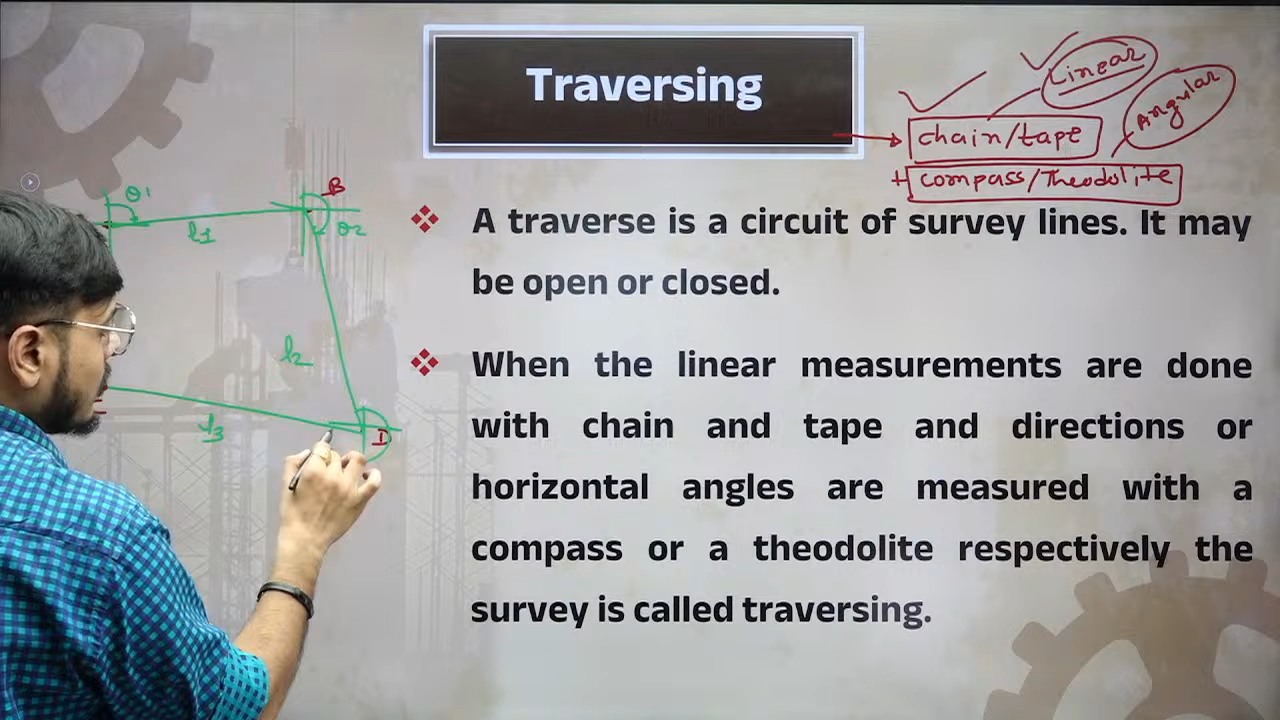 Traversing
Linear
Angular
chain/tape
+ compass/Theodolite
θ1
B
l1
θ2
l2
l3
D
❖ A traverse is a circuit of survey lines. It may
be open or closed.
❖ When the linear measurements are done
with chain and tape and directions or
horizontal angles are measured with a
compass or a theodolite respectively the
survey is called traversing.